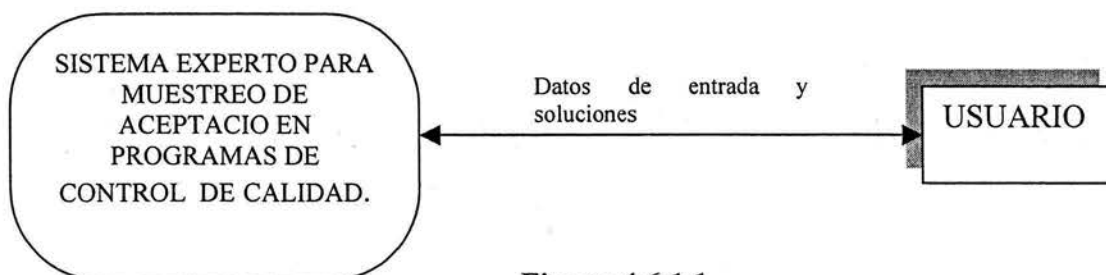 SISTEMA EXPERTO PARA
MUESTREO DE
ACEPTACIO EN
PROGRAMAS DE
CONTROL DE CALIDAD.
Datos de entrada y
soluciones
USUARIO